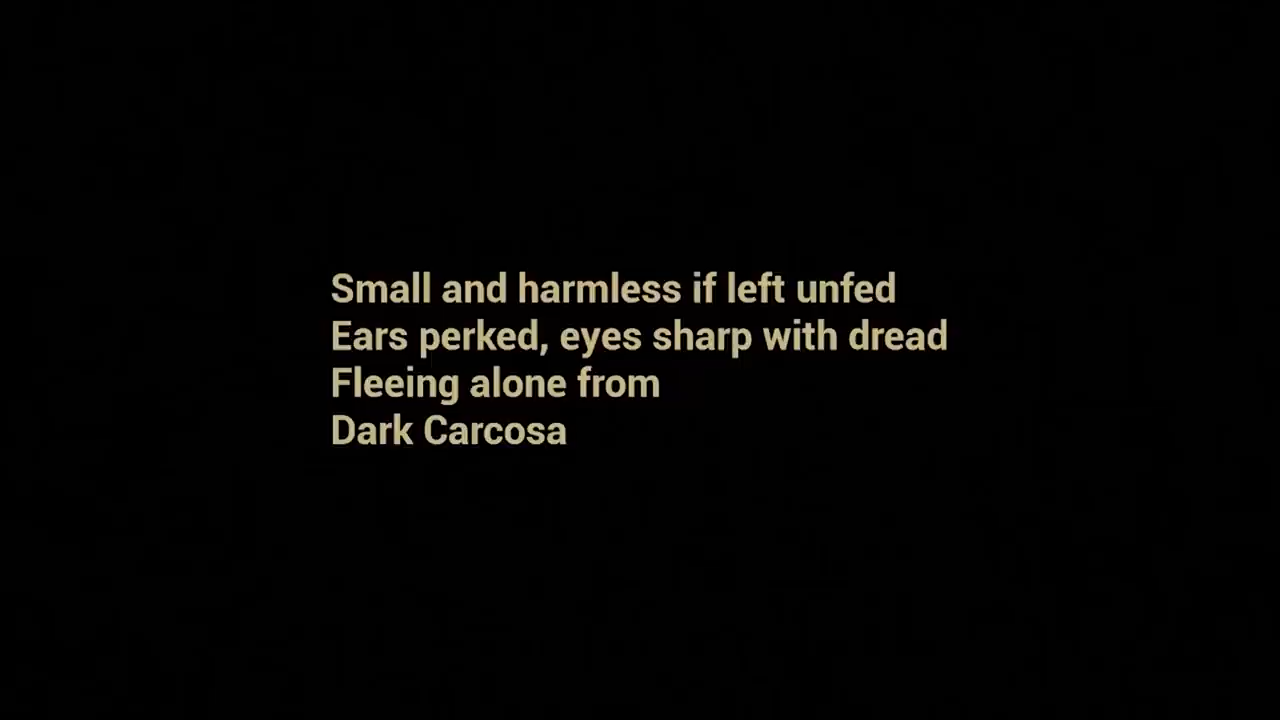 Small and harmless if left unfed
Ears perked, eyes sharp with dread
Fleeing alone from
Dark Carcosa